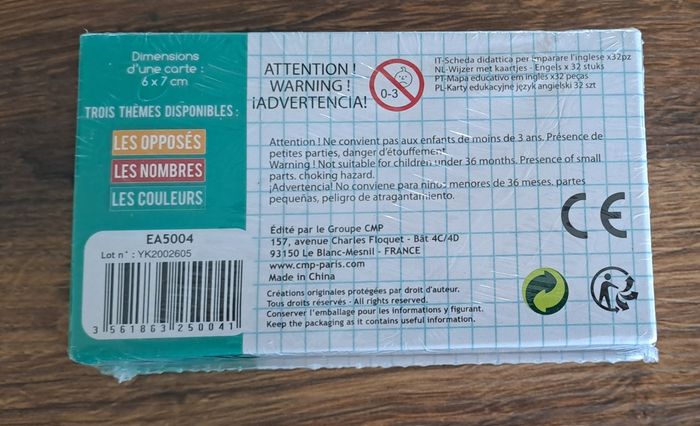 Dimensions
d'une carte :
6 x 7 cm
TROIS THÈMES DISPONIBLES :
LES OPPOSÉS
LES NOMBRES
LES COULEURS
EA5004
Lot n° : YK2002605
3 561863 250041
ATTENTION !
WARNING !
¡ADVERTENCIA!
0-3
IT-Scheda didattica per imparare l'inglese x32pz
NL-Wijzer met kaartjes - Engels x 32 stuks
PT-Mapa educativo em inglês x32 peças
PL-Karty edukacyjne język angielski 32 szt
Attention ! Ne convient pas aux enfants de moins de 3 ans. Présence de
petites parties, danger d'étouffement
Warning ! Not suitable for children under 36 months. Presence of small
parts. choking hazard.
¡Advertencia! No conviene para ninos menores de 36 meses. partes
pequeñas, peligro de atragantamiento.
Édité par le Groupe CMP
157, avenue Charles Floquet - Bât 4C/4D
93150 Le Blanc-Mesnil - FRANCE
www.cmp-paris.com
Made in China
Créations originales protégées par droit d'auteur.
Tous droits réservés - All rights reserved.
Conserver l'emballage pour les informations y figurant.
Keep the packaging as it contains useful information.
CE